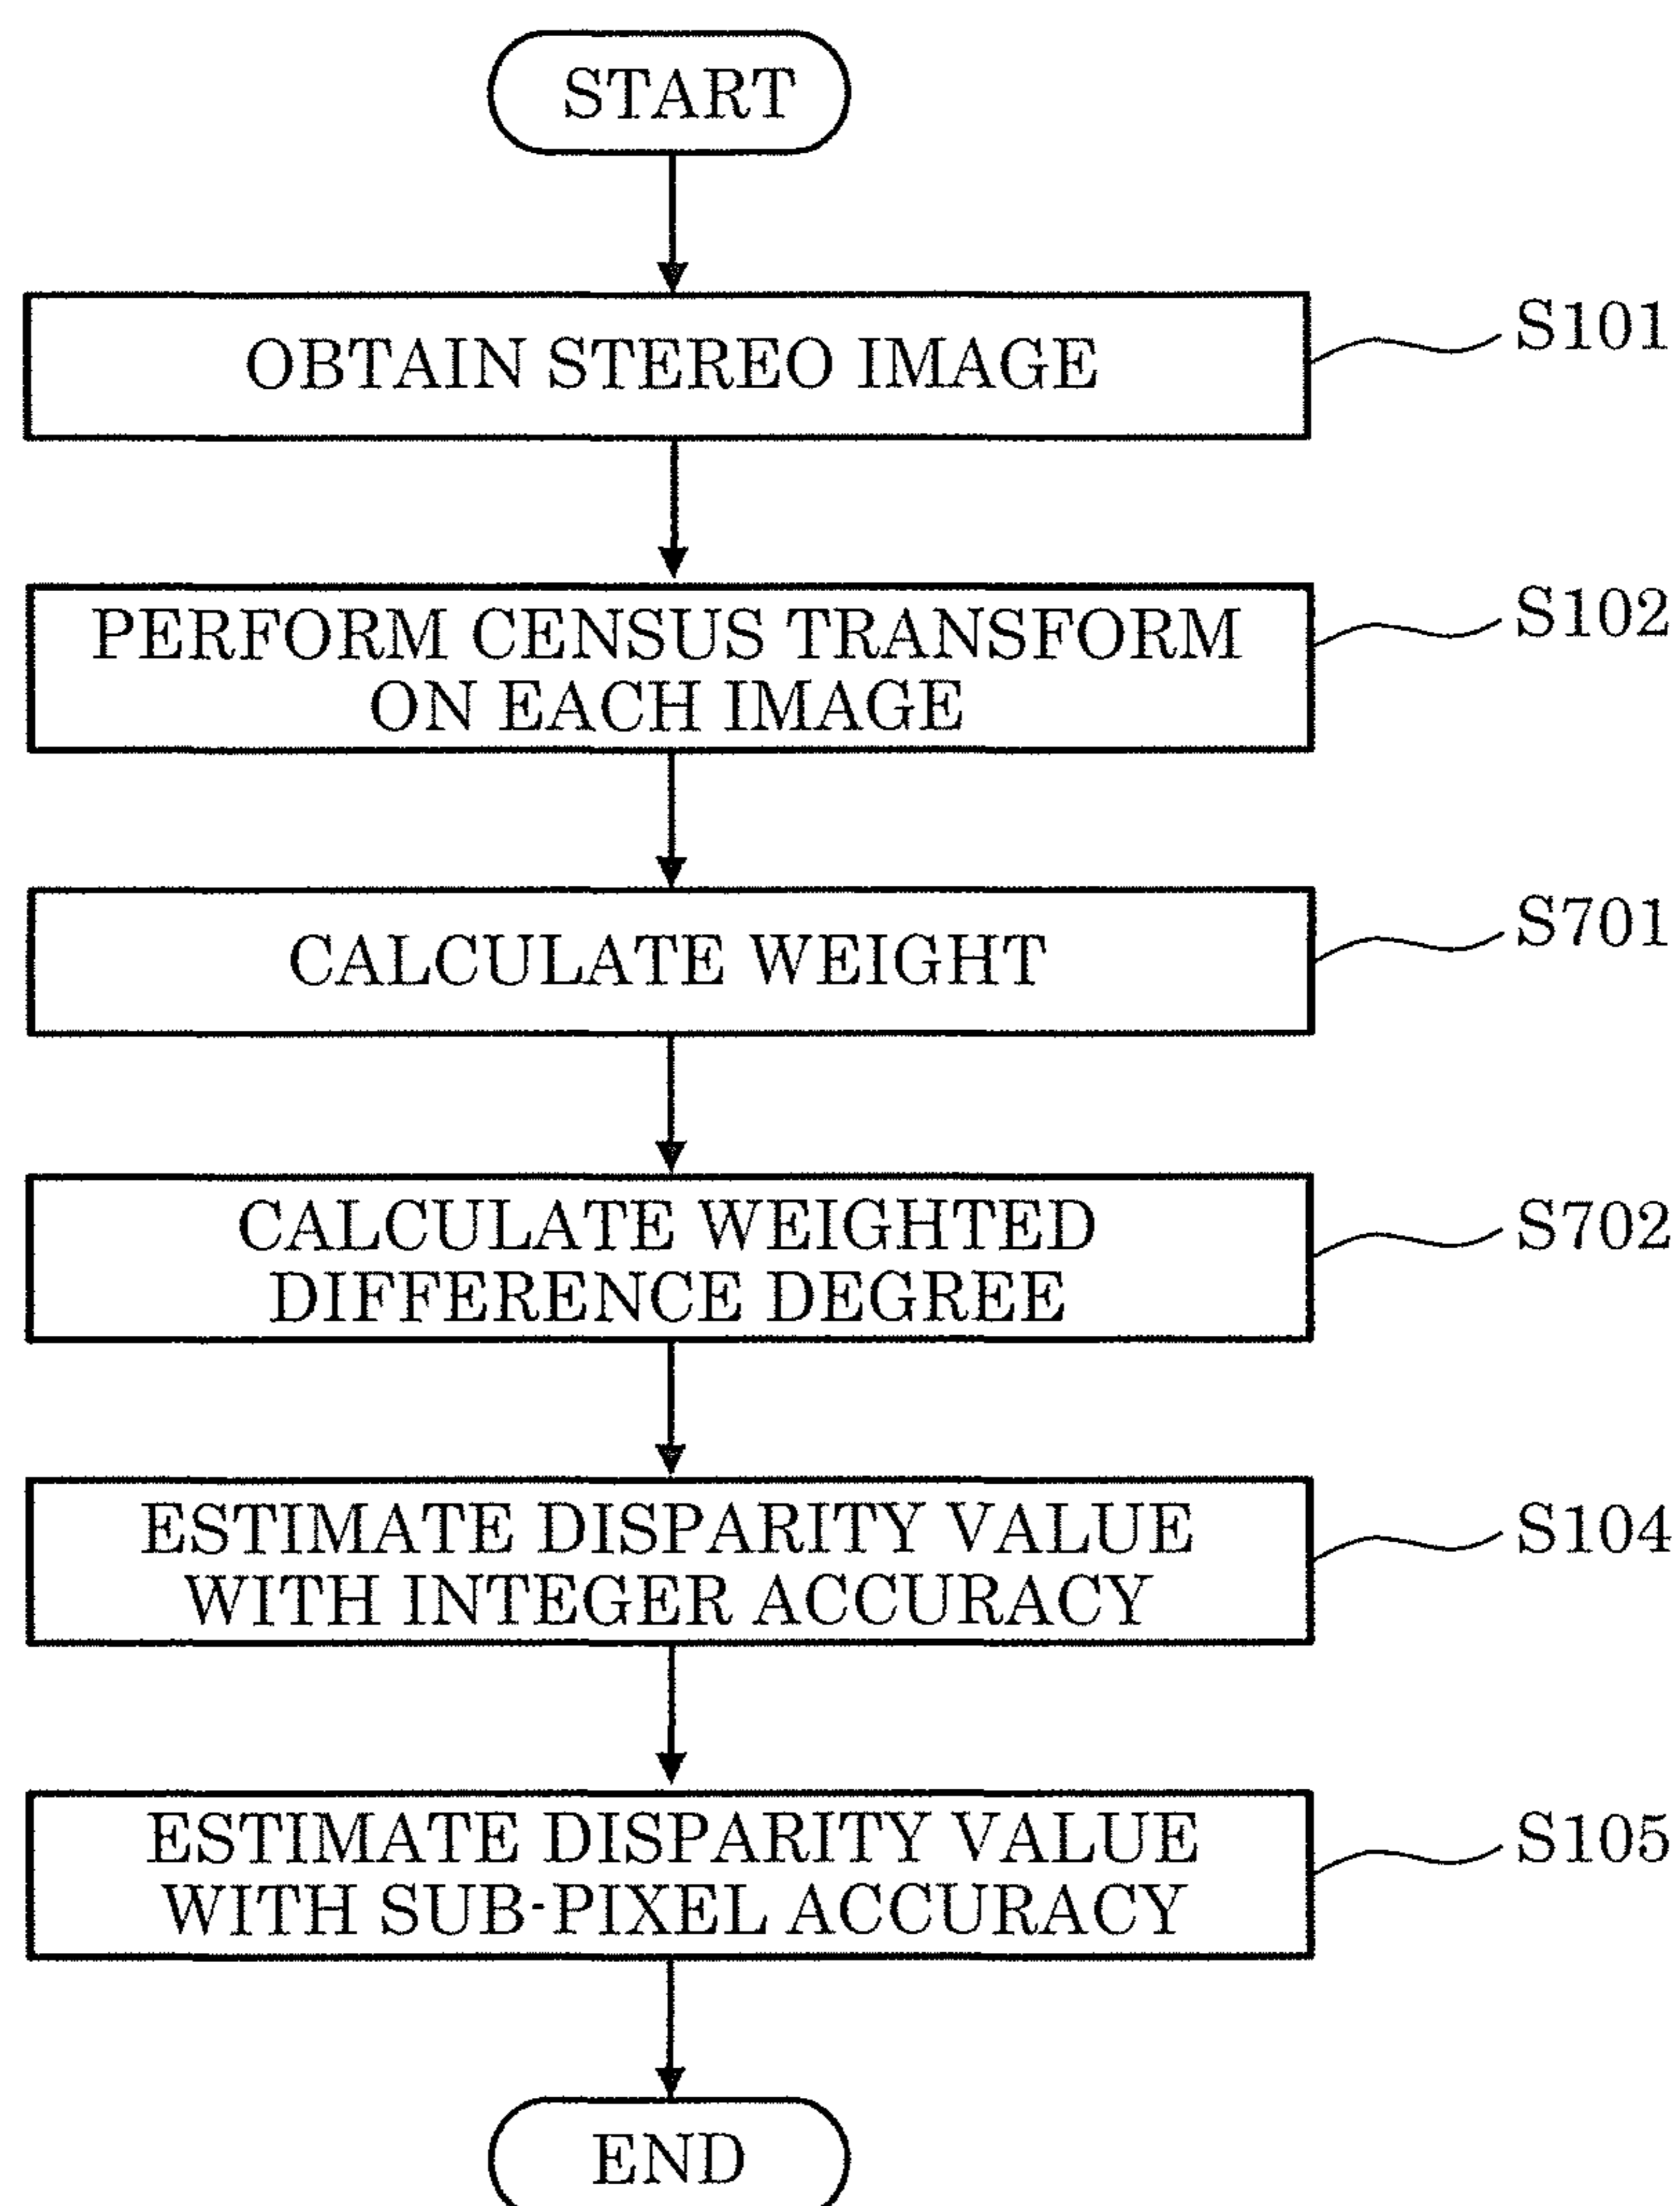 START
OBTAIN STEREO IMAGE
S101
PERFORM CENSUS TRANSFORM
ON EACH IMAGE
S102
CALCULATE WEIGHT
S701
CALCULATE WEIGHTED
DIFFERENCE DEGREE
S702
ESTIMATE DISPARITY VALUE
WITH INTEGER ACCURACY
S104
ESTIMATE DISPARITY VALUE
WITH SUB-PIXEL ACCURACY
S105
END